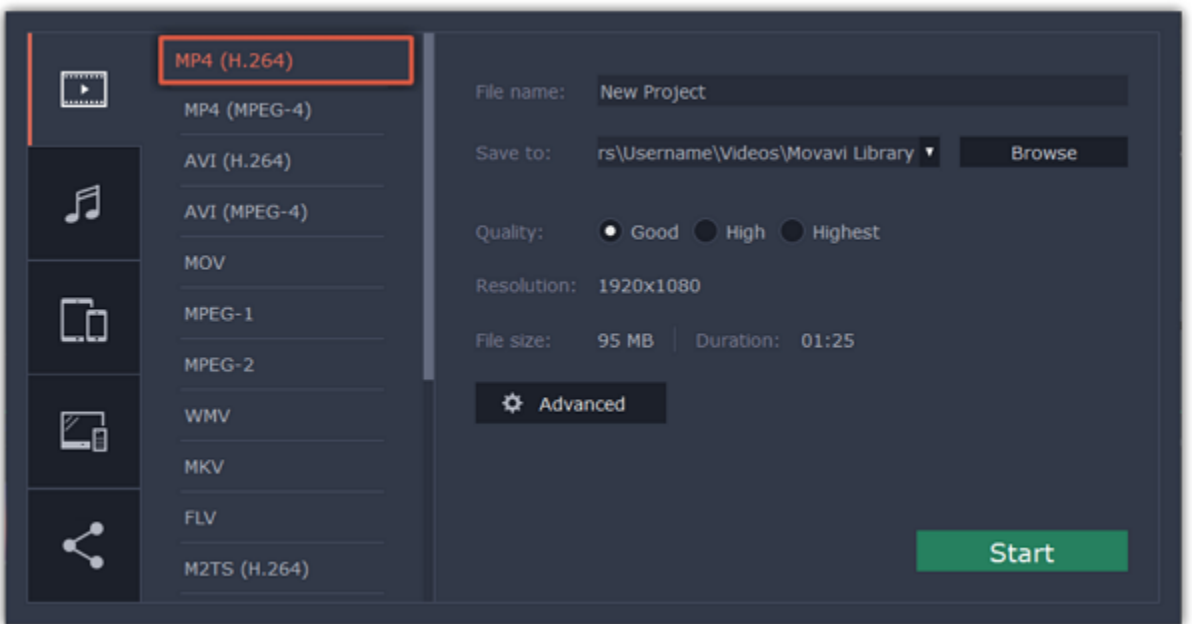 MP4 (H.264)
MP4 (MPEG-4)
AVI (H.264)
AVI (MPEG-4)
MOV
MPEG-1
MPEG-2
WMV
MKV
FLV
M2TS (H.264)
File name: New Project
Save to: rs\Username\Videos\Movavi Library Browse
Quality: Good High Highest
Resolution: 1920x1080
File size: 95 MB Duration: 01:25
Advanced
Start